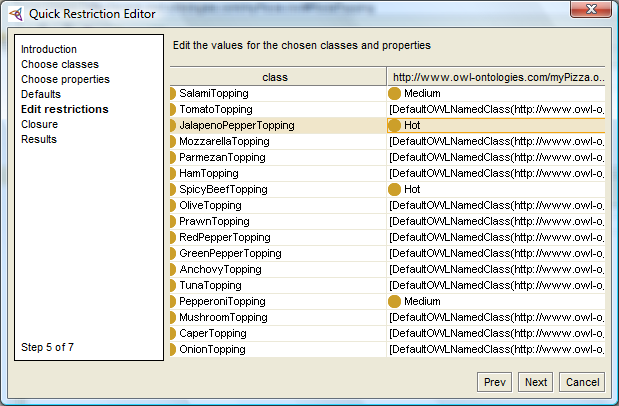 Quick Restriction Editor
Introduction
Choose classes
Choose properties
Defaults
Edit restrictions
Closure
Results
Step 5 of 7
Edit the values for the chosen classes and properties
class http://www.owl-ontologies.com/myPizza.o...
SalamiTopping Medium
TomatoTopping [DefaultOWLNamedClass(http://www.owl-o
JalapenoPepperTopping Hot
MozzarellaTopping [DefaultOWLNamedClass(http://www.owl-o
ParmezanTopping [DefaultOWLNamedClass(http://www.owl-o
HamTopping [DefaultOWLNamedClass(http://www.owl-o
SpicyBeefTopping Hot
OliveTopping [DefaultOWLNamedClass(http://www.owl-o
PrawnTopping [DefaultOWLNamedClass(http://www.owl-o
RedPepperTopping [DefaultOWLNamedClass(http://www.owl-o
GreenPepperTopping [DefaultOWLNamedClass(http://www.owl-o
AnchovyTopping [DefaultOWLNamedClass(http://www.owl-o
TunaTopping [DefaultOWLNamedClass(http://www.owl-o
PepperoniTopping Medium
MushroomTopping [DefaultOWLNamedClass(http://www.owl-o
CaperTopping [DefaultOWLNamedClass(http://www.owl-o
OnionTopping [DefaultOWLNamedClass(http://www.owl-o
Prev Next Cancel